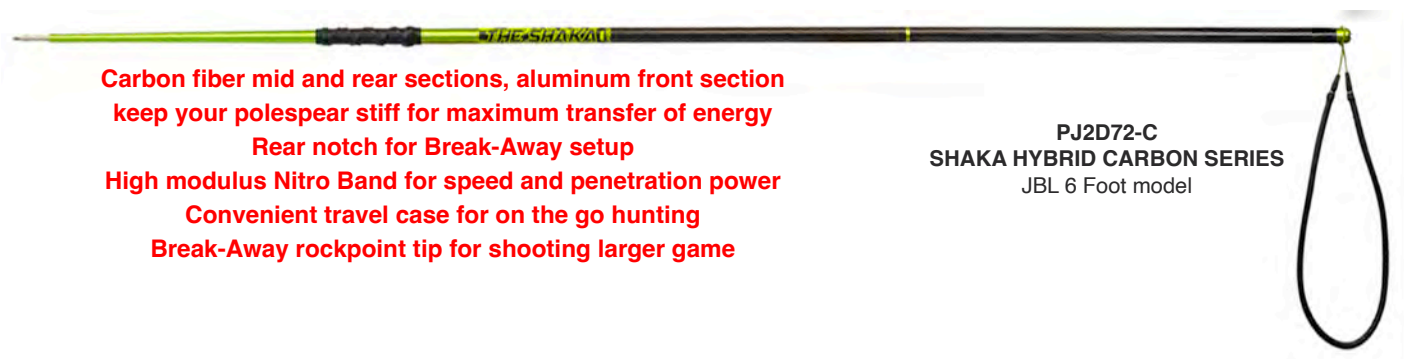 THE SHAKA
Carbon fiber mid and rear sections, aluminum front section
keep your polespear stiff for maximum transfer of energy
Rear notch for Break-Away setup
High modulus Nitro Band for speed and penetration power
Convenient travel case for on the go hunting
Break-Away rockpoint tip for shooting larger game
PJ2D72-C
SHAKA HYBRID CARBON SERIES
JBL 6 Foot model